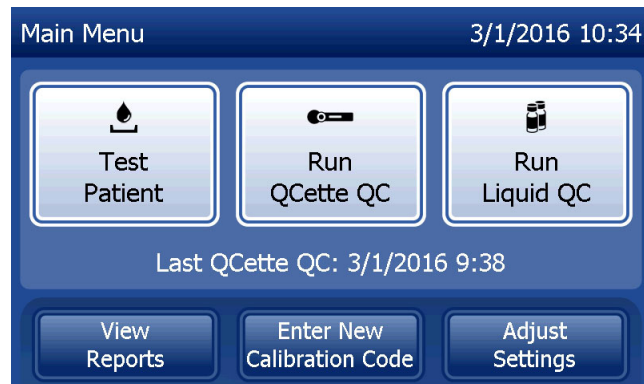 Main Menu
3/1/2016 10:34
Test
Patient
Run
QCette QC
Run
Liquid QC
Last QCette QC: 3/1/2016 9:38
View
Reports
Enter New
Calibration Code
Adjust
Settings